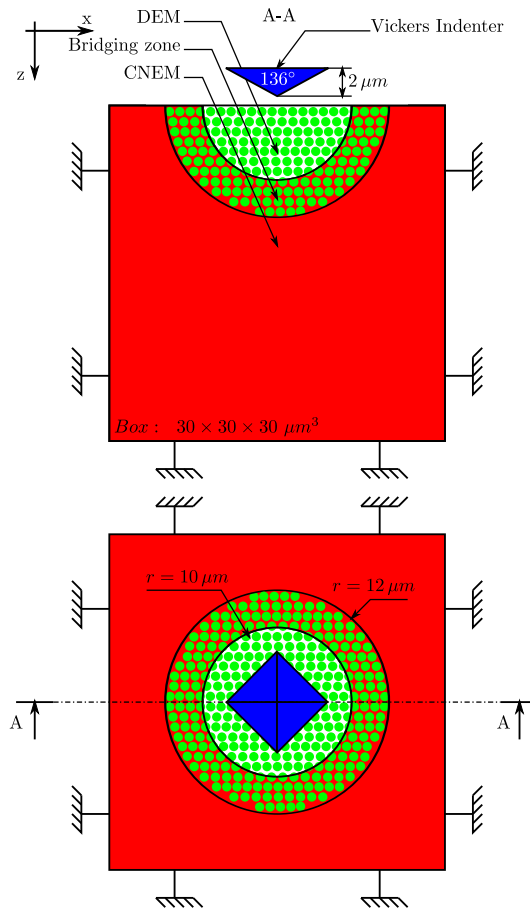 DEM
A-A
x
Vickers Indenter
Bridging zone
z
CNEM
136°
2 μm
Box : 30 × 30 × 30 μm³
r = 10 μm
r = 12 μm
A
A